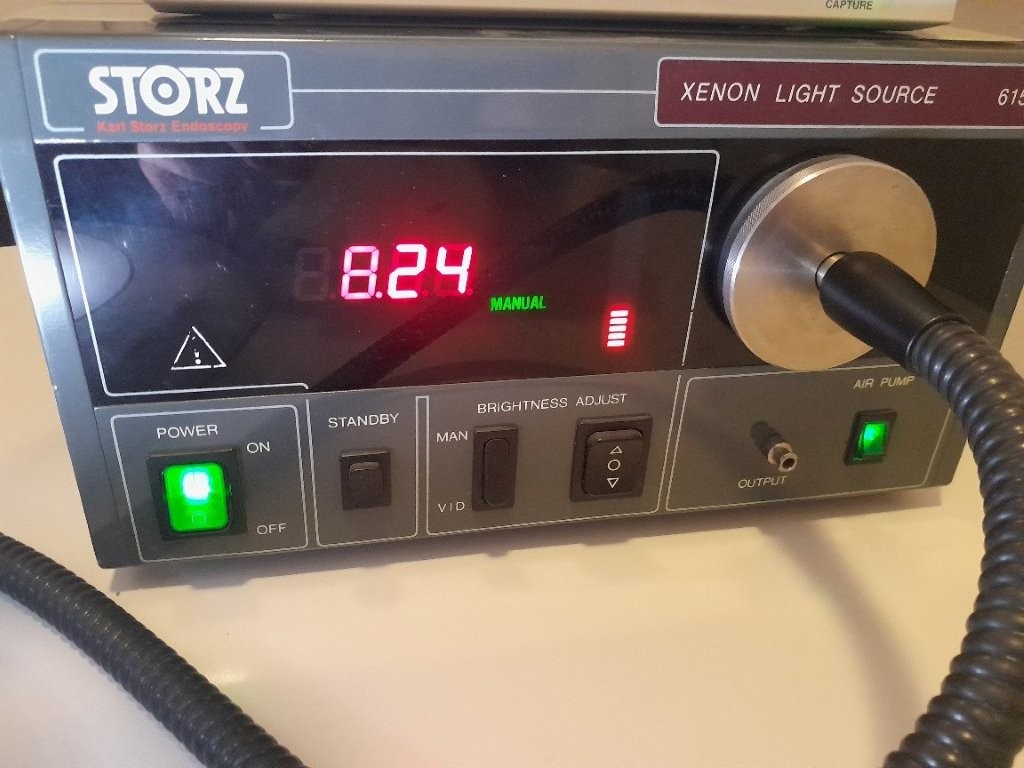 CAPTURE
STORZ
Karl Storz Endoscopy
XENON LIGHT SOURCE 615
8.24
MANUAL
POWER
ON
OFF
STANDBY
BRIGHTNESS ADJUST
MAN
VID
AIR PUMP
OUTPUT